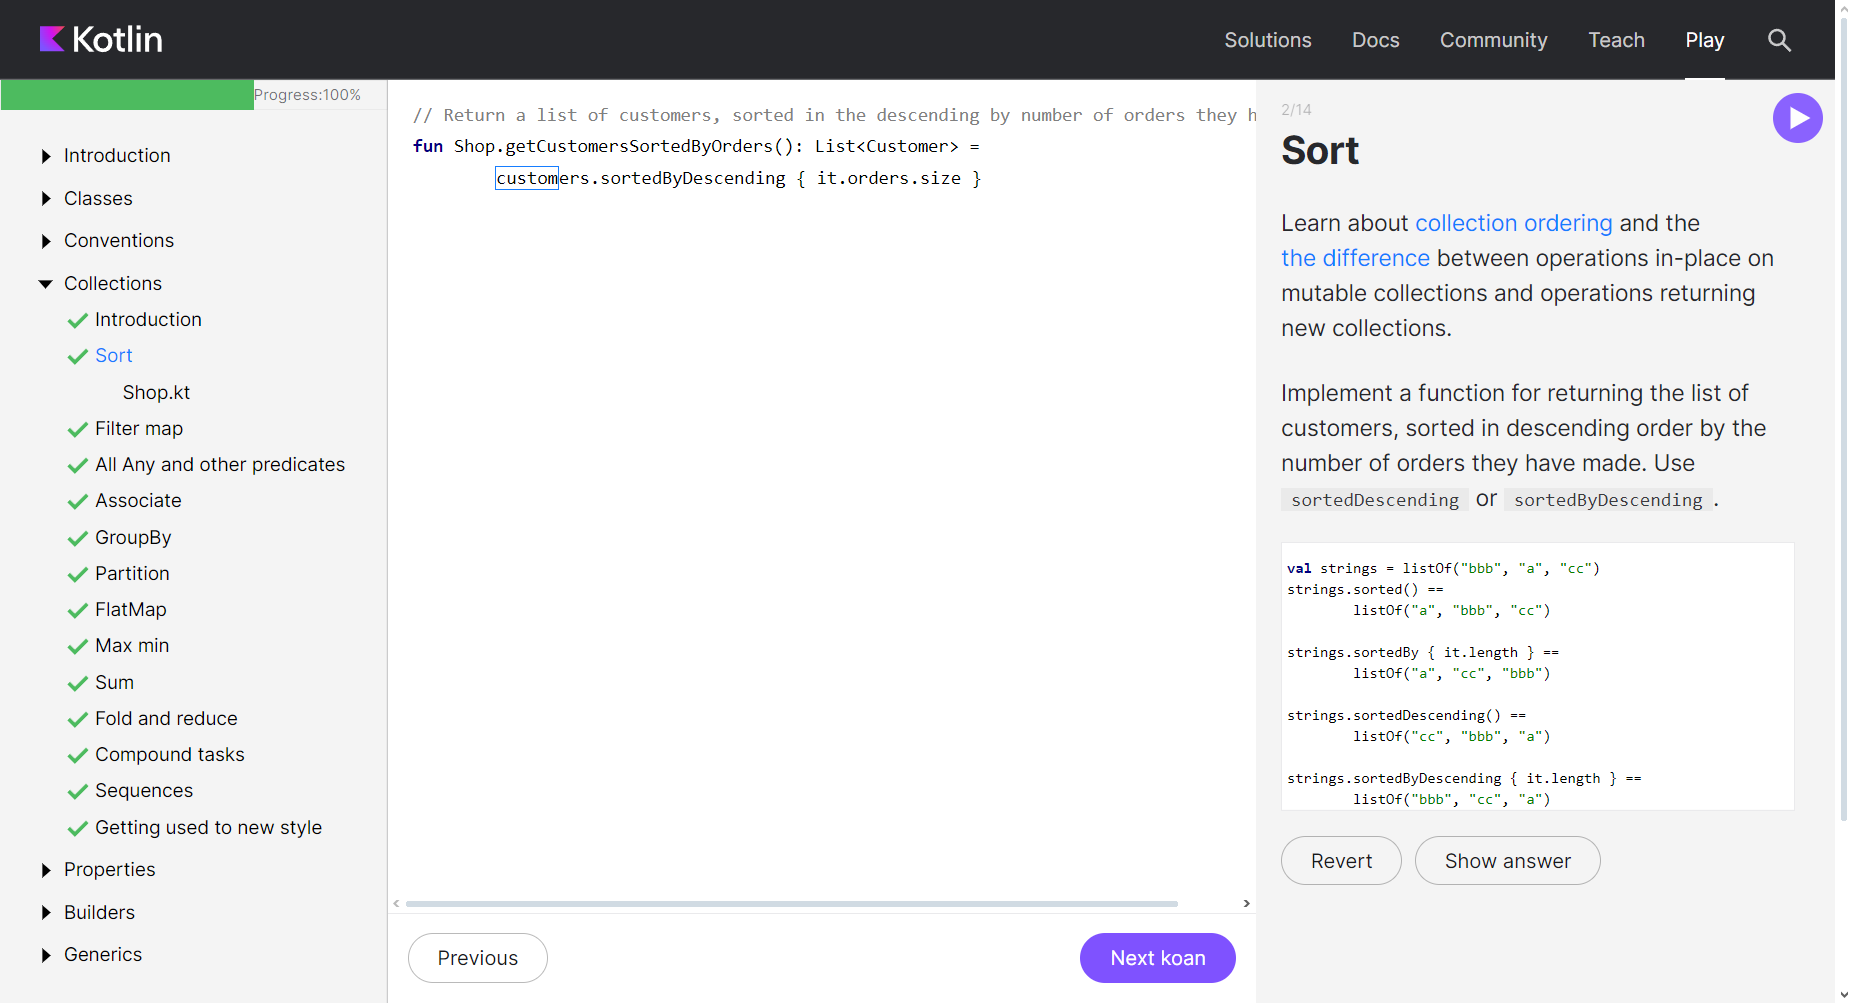 Kotlin
Solutions
Docs
Community
Teach
Play
Progress:100%
Introduction
Classes
Conventions
Collections
Introduction
Sort
Shop.kt
Filter map
All Any and other predicates
Associate
GroupBy
Partition
FlatMap
Max min
Sum
Fold and reduce
Compound tasks
Sequences
Getting used to new style
Properties
Builders
Generics
// Return a list of customers, sorted in the descending by number of orders they h
fun Shop.getCustomersSortedByOrders(): List<Customer> =
customers.sortedByDescending { it.orders.size }
Previous
Next koan
2/14
Sort
Learn about collection ordering and the
the difference between operations in-place on
mutable collections and operations returning
new collections.
Implement a function for returning the list of
customers, sorted in descending order by the
number of orders they have made. Use
sortedDescending or sortedByDescending.
val strings = listOf("bbb", "a", "cc")
strings.sorted() ==
listOf("a", "bbb", "cc")
strings.sortedBy { it.length } ==
listOf("a", "cc", "bbb")
strings.sortedDescending() ==
listOf("cc", "bbb", "a")
strings.sortedByDescending { it.length } ==
listOf("bbb", "cc", "a")
Revert
Show answer